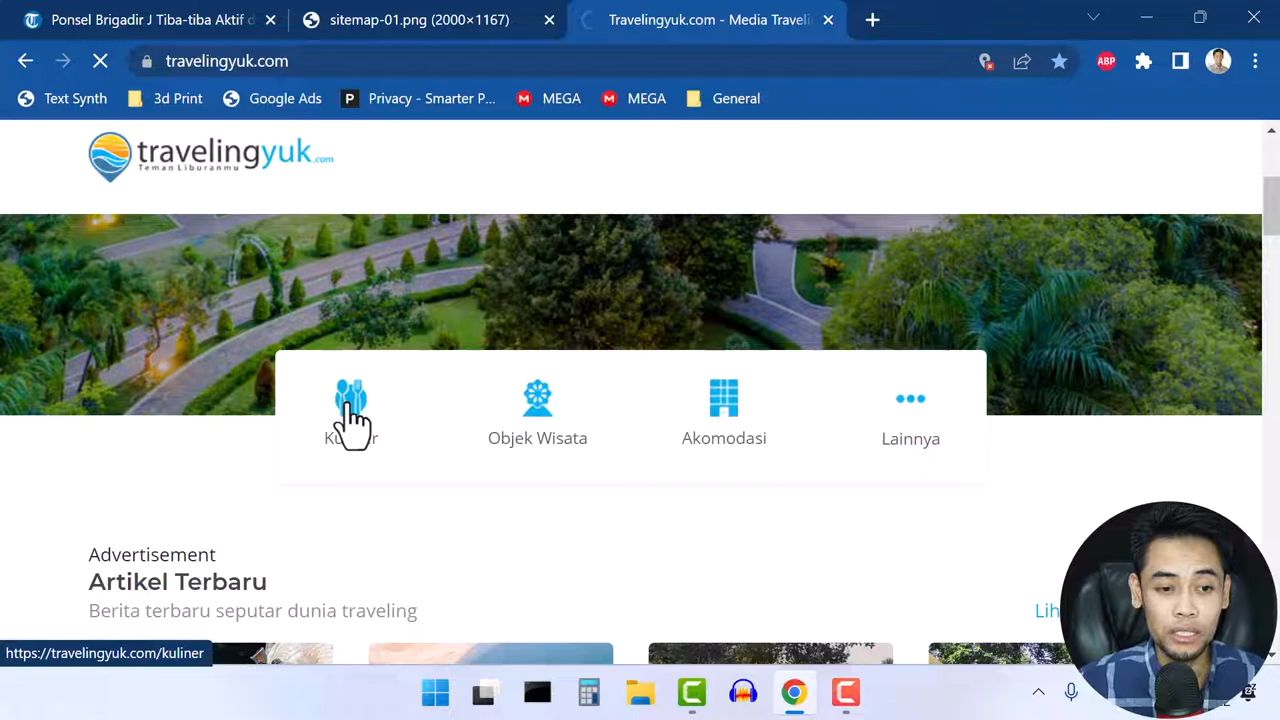 Ponsel Brigadir J Tiba-tiba Aktif d
sitemap-01.png (2000×1167)
Travelingyuk.com - Media Traveli
travelingyuk.com
ABP
Text Synth
3d Print
Google Ads
P
Privacy - Smarter P...
MEGA
MEGA
General
travelingyuk.com
Teman Liburanmu
Objek Wisata
Akomodasi
Lainnya
Advertisement
Artikel Terbaru
Berita terbaru seputar dunia traveling
Lih
https://travelingyuk.com/kuliner